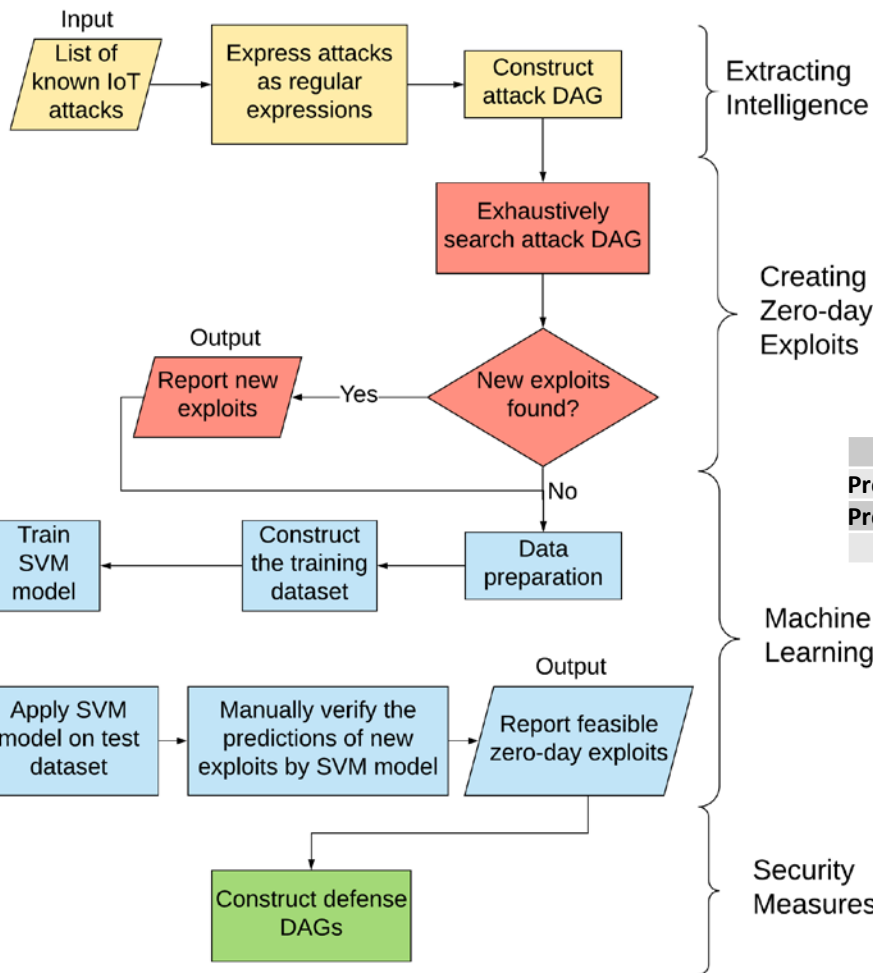 Input
List of
known IoT
attacks
Express attacks
as regular
expressions
Construct
attack DAG
Extracting
Intelligence
Exhaustively
search attack DAG
Creating
Zero-day
Exploits
Output
Report new
exploits
Yes
New exploits
found?
No
Train
SVM
model
Construct
the training
dataset
Data
preparation
Machine
Learning
Output
Apply SVM
model on test
dataset
Manually verify the
predictions of new
exploits by SVM model
Report feasible
zero-day exploits
Security
Measures
Construct defense
DAGs